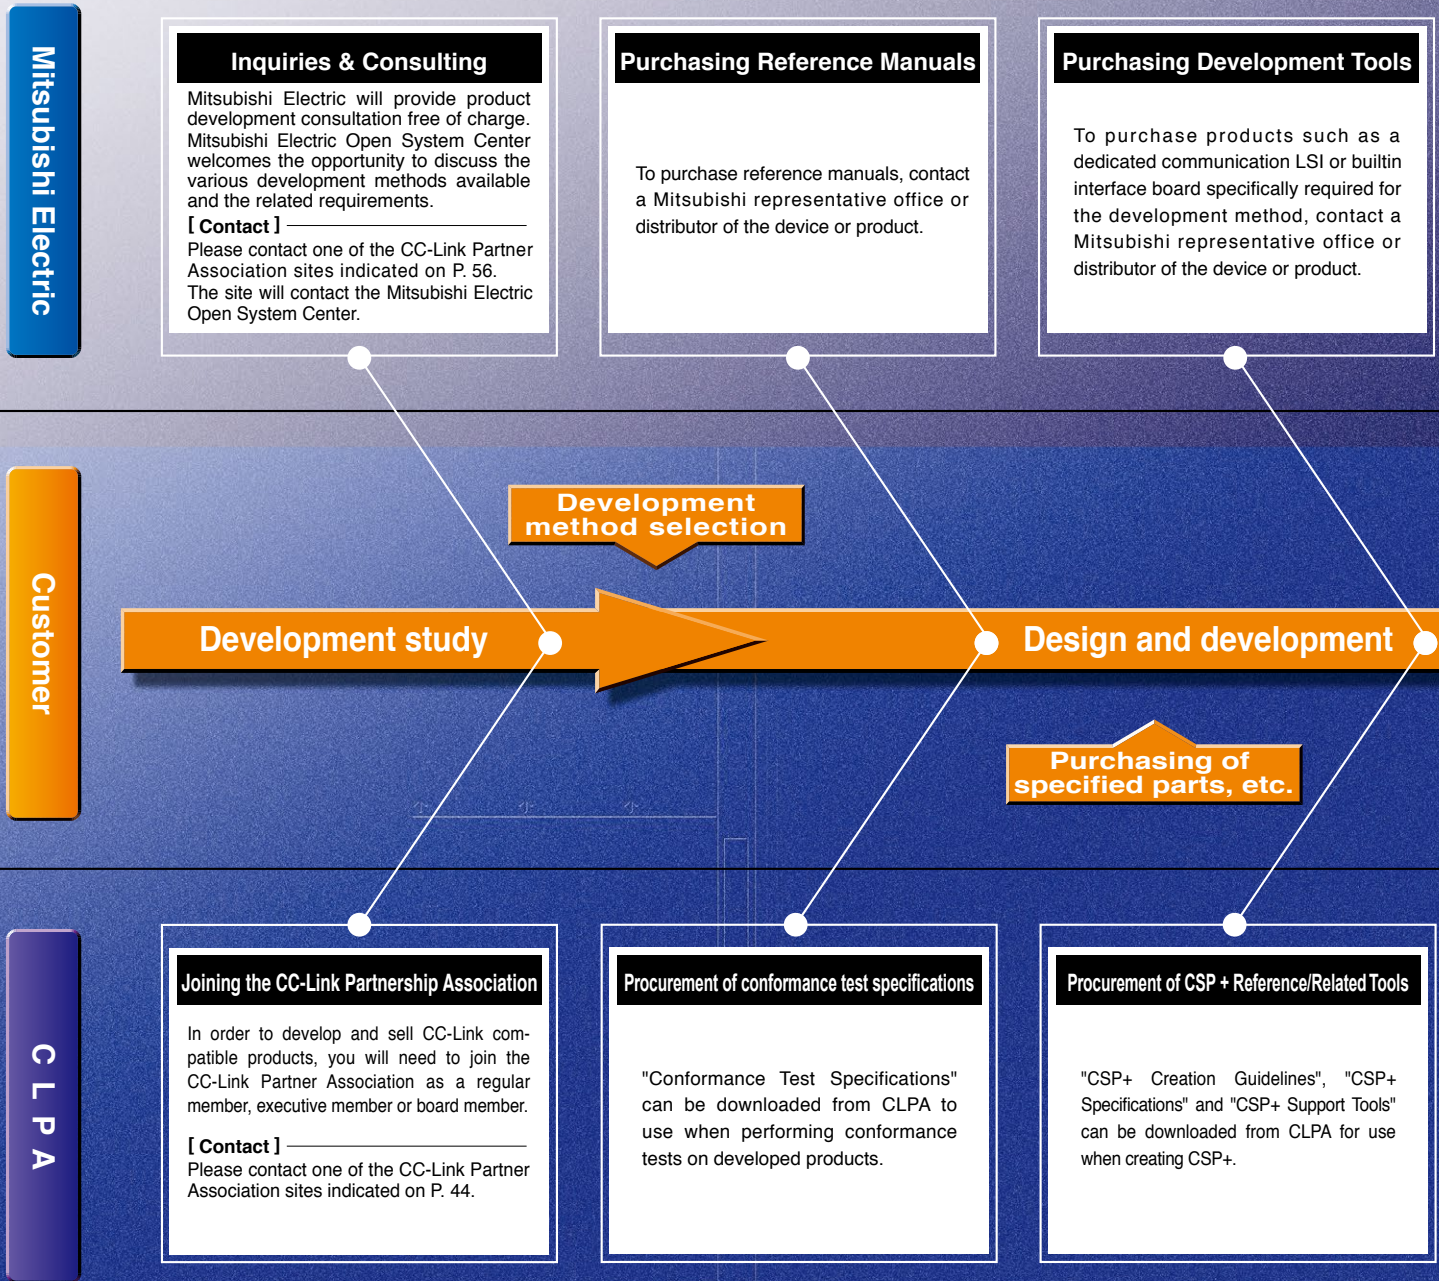 Mitsubishi Electric
Inquiries & Consulting
Mitsubishi Electric will provide product
development consultation free of charge.
Mitsubishi Electric Open System Center
welcomes the opportunity to discuss the
various development methods available
and the related requirements.
[ Contact ]
Please contact one of the CC-Link Partner
Association sites indicated on P. 56.
The site will contact the Mitsubishi Electric
Open System Center.
Purchasing Reference Manuals
To purchase reference manuals, contact
a Mitsubishi representative office or
distributor of the device or product.
Purchasing Development Tools
To purchase products such as a
dedicated communication LSI or builtin
interface board specifically required for
the development method, contact a
Mitsubishi representative office or
distributor of the device or product.
Customer
Development
method selection
Development study
Design and development
Purchasing of
specified parts, etc.
CLPA
Joining the CC-Link Partnership Association
In order to develop and sell CC-Link com-
patible products, you will need to join the
CC-Link Partner Association as a regular
member, executive member or board member.
[ Contact ]
Please contact one of the CC-Link Partner
Association sites indicated on P. 44.
Procurement of conformance test specifications
"Conformance Test Specifications"
can be downloaded from CLPA to
use when performing conformance
tests on developed products.
Procurement of CSP + Reference/Related Tools
"CSP+ Creation Guidelines", "CSP+
Specifications" and "CSP+ Support Tools"
can be downloaded from CLPA for use
when creating CSP+.